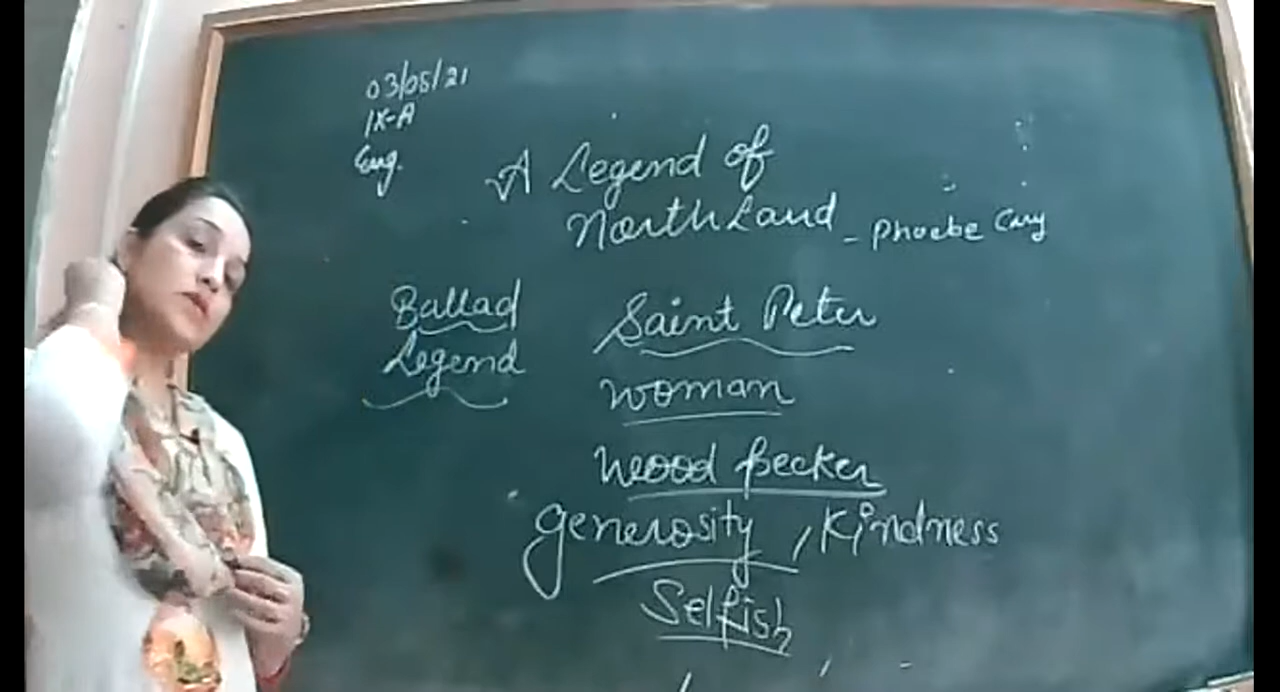 03/05/21
IX-A
Eng.
A Legend of
North Land - Phoebe Cary
Ballad
Legend
Saint Peter
woman
Wood pecker
Generosity, Kindness
Selfish